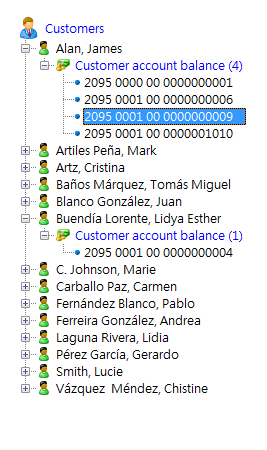 Customers
Alan, James
Customer account balance (4)
2095 0000 00 0000000001
2095 0001 00 0000000006
2095 0001 00 0000000009
2095 0001 00 0000001010
Artiles Peña, Mark
Artz, Cristina
Baños Márquez, Tomás Miguel
Blanco González, Juan
Buendía Lorente, Lidya Esther
Customer account balance (1)
2095 0001 00 0000000004
C. Johnson, Marie
Carballo Paz, Carmen
Fernández Blanco, Pablo
Ferreira González, Andrea
Laguna Rivera, Lidia
Pérez García, Gerardo
Smith, Lucie
Vázquez  Méndez, Chistine